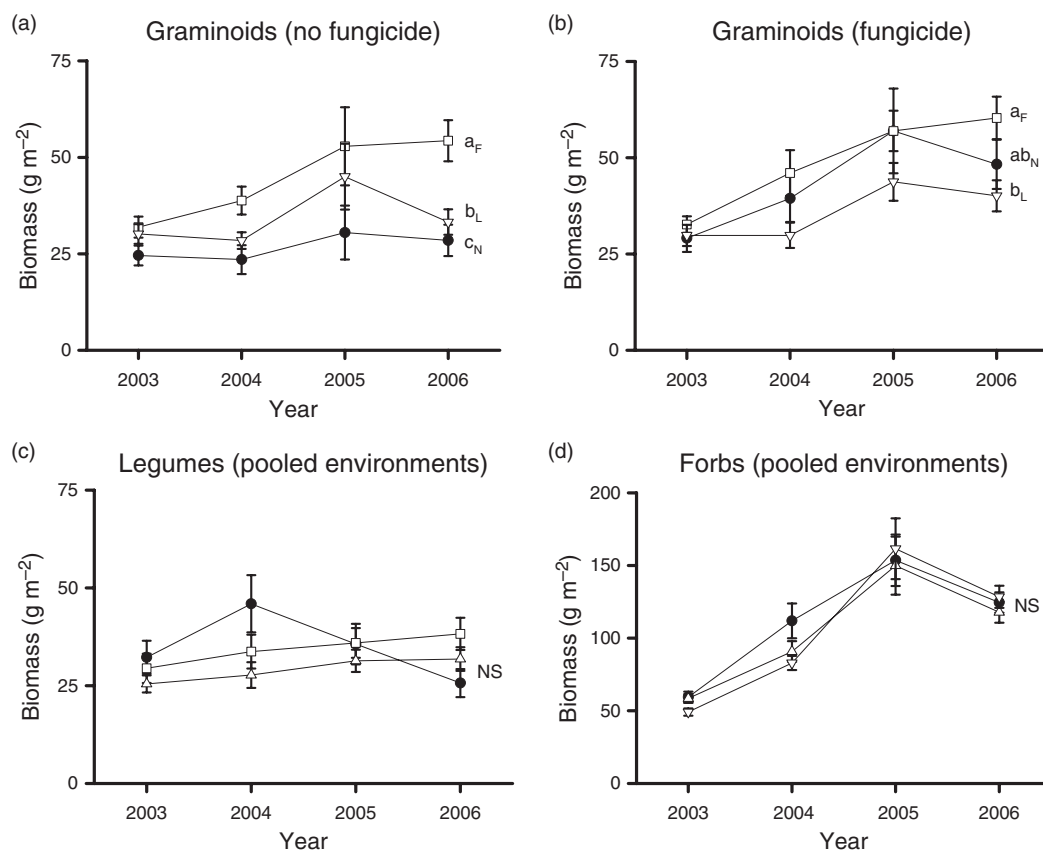 (a)
Graminoids (no fungicide)
75
50
25
0
Biomass (g m⁻²)
a_F
b_L
c_N
2003 2004 2005 2006
Year
(b)
Graminoids (fungicide)
75
50
25
0
Biomass (g m⁻²)
a_F
ab_N
b_L
2003 2004 2005 2006
Year
(c)
Legumes (pooled environments)
75
50
25
0
Biomass (g m⁻²)
NS
2003 2004 2005 2006
Year
(d)
Forbs (pooled environments)
200
150
100
50
0
Biomass (g m⁻²)
NS
2003 2004 2005 2006
Year